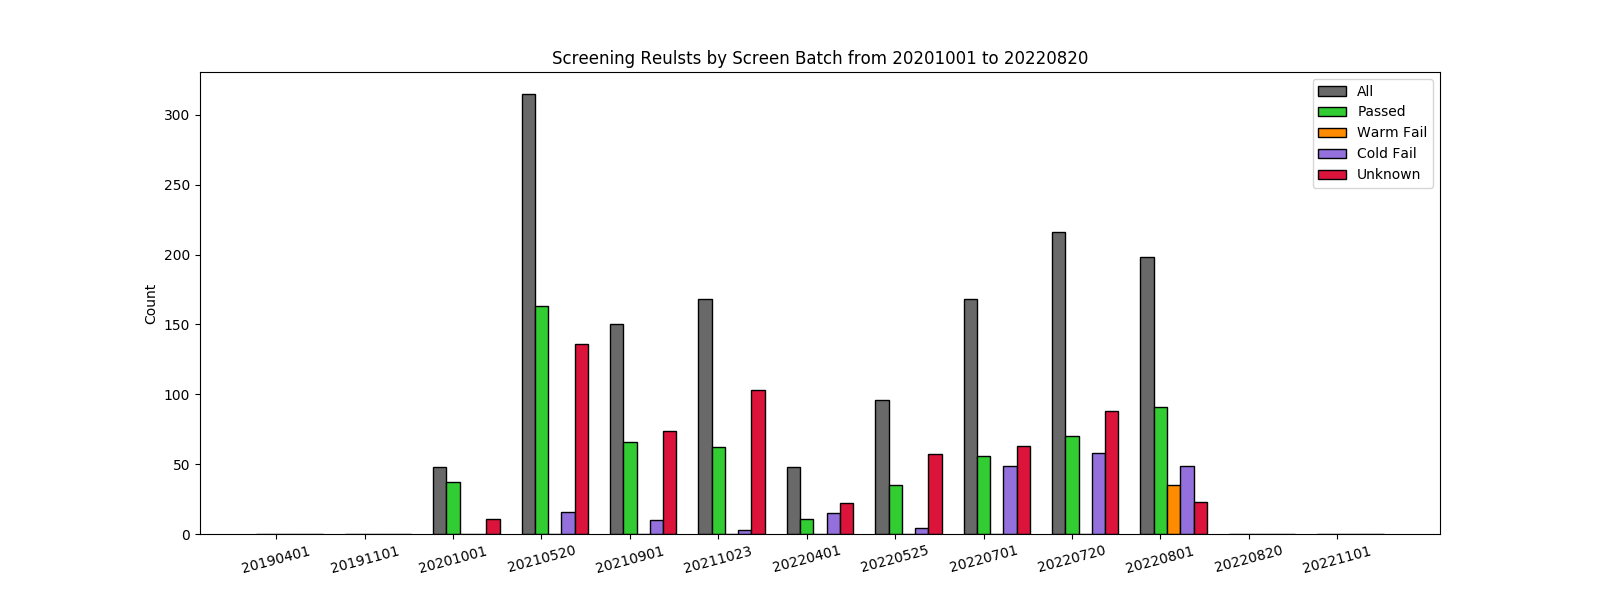 Screening Reulsts by Screen Batch from 20201001 to 20220820
All
Passed
Warm Fail
Cold Fail
Unknown
Count
300
250
200
150
100
50
0
20190401 20191101 20201001 20210520 20210901 20211023 20220401 20220525 20220701 20220720 20220801 20220820 20221101